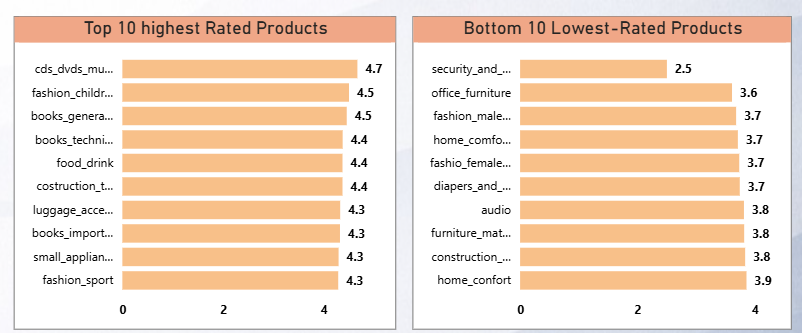 Top 10 highest Rated Products
cds_dvds_mu... 4.7
fashion_childr... 4.5
books_genera... 4.5
books_techni... 4.4
food_drink 4.4
costruction_t... 4.4
luggage_acce... 4.3
books_import... 4.3
small_applian... 4.3
fashion_sport 4.3
0 2 4
Bottom 10 Lowest-Rated Products
security_and_... 2.5
office_furniture 3.6
fashion_male... 3.7
home_comfo... 3.7
fashio_female... 3.7
diapers_and_... 3.7
audio 3.8
furniture_mat... 3.8
construction_... 3.8
home_confort 3.9
0 2 4